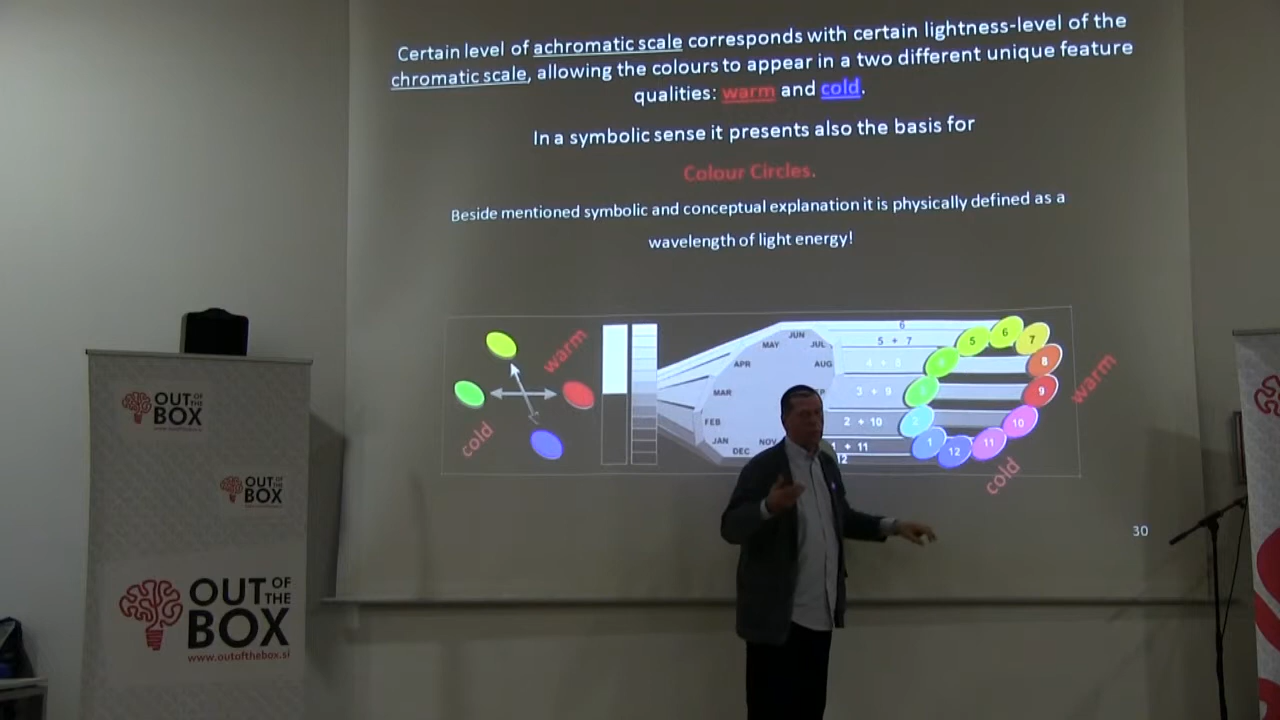 Certain level of achromatic scale corresponds with certain lightness-level of the
chromatic scale, allowing the colours to appear in a two different unique feature
qualities: warm and cold.
In a symbolic sense it presents also the basis for
Colour Circles.
Beside mentioned symbolic and conceptual explanation it is physically defined as a
wavelength of light energy!
warm
cold
JUN
MAY
JUL
APR
AUG
MAR
FEB
JAN
NOV
DEC
6
5 + 7
3 + 9
2 + 10
+ 11
12
5
6
7
8
9
10
11
12
1
warm
cold
30
OUT OF THE
BOX
OUT OF THE
BOX
OUT OF THE
BOX
www.outofthebox.si